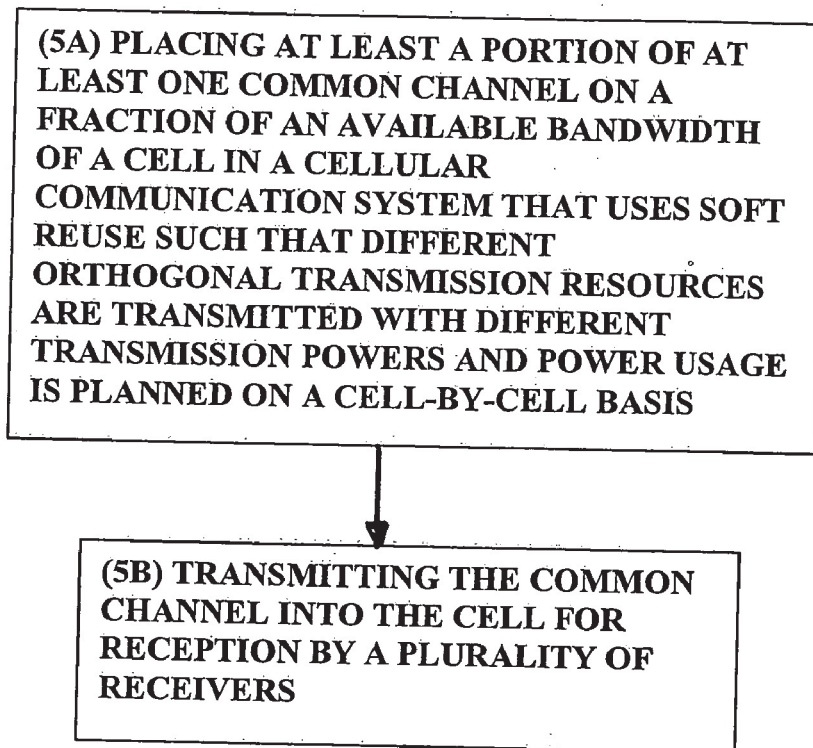 (5A) PLACING AT LEAST A PORTION OF AT
LEAST ONE COMMON CHANNEL ON A
FRACTION OF AN AVAILABLE BANDWIDTH
OF A CELL IN A CELLULAR
COMMUNICATION SYSTEM THAT USES SOFT
REUSE SUCH THAT DIFFERENT
ORTHOGONAL TRANSMISSION RESOURCES
ARE TRANSMITTED WITH DIFFERENT
TRANSMISSION POWERS AND POWER USAGE
IS PLANNED ON A CELL-BY-CELL BASIS
(5B) TRANSMITTING THE COMMON
CHANNEL INTO THE CELL FOR
RECEPTION BY A PLURALITY OF
RECEIVERS